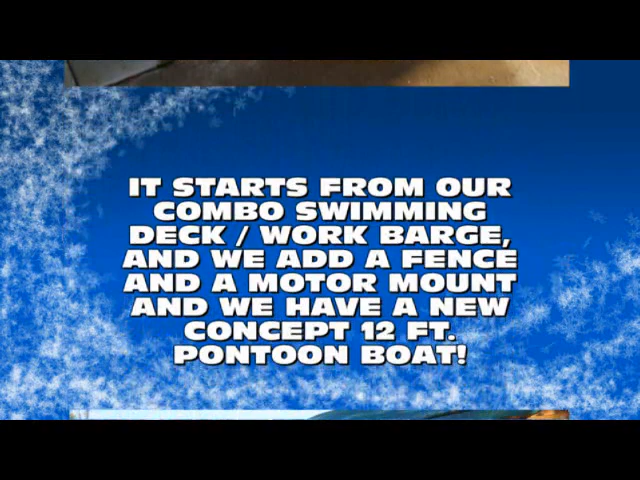 IT STARTS FROM OUR
COMBO SWIMMING
DECK / WORK BARGE,
AND WE ADD A FENCE
AND A MOTOR MOUNT
AND WE HAVE A NEW
CONCEPT 12 FT.
PONTOON BOAT!